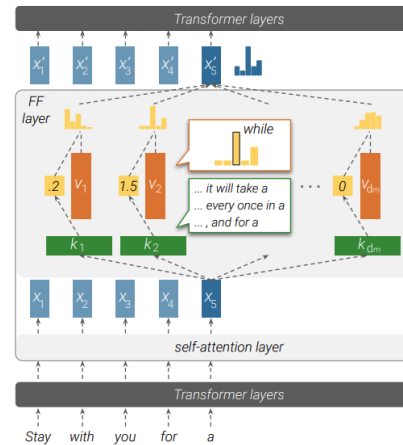 Transformer layers
x'1 x'2 x'3 x'4 x'5
FF
layer
while
.2 v1 1.5 v2 0 vdm
... it will take a
... every once in a
... , and for a
...
k1 k2 kdm
x1 x2 x3 x4 x5
self-attention layer
Transformer layers
Stay with you for a